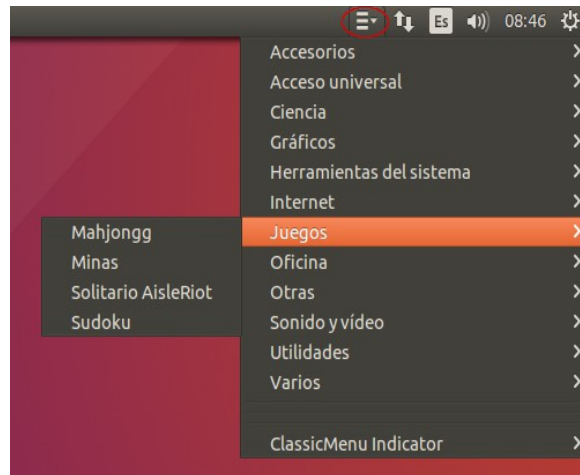 Es 08:46
Accesorios
Acceso universal
Ciencia
Gráficos
Herramientas del sistema
Internet
Juegos
Oficina
Otras
Sonido y vídeo
Utilidades
Varios
ClassicMenu Indicator
Mahjongg
Minas
Solitario AisleRiot
Sudoku